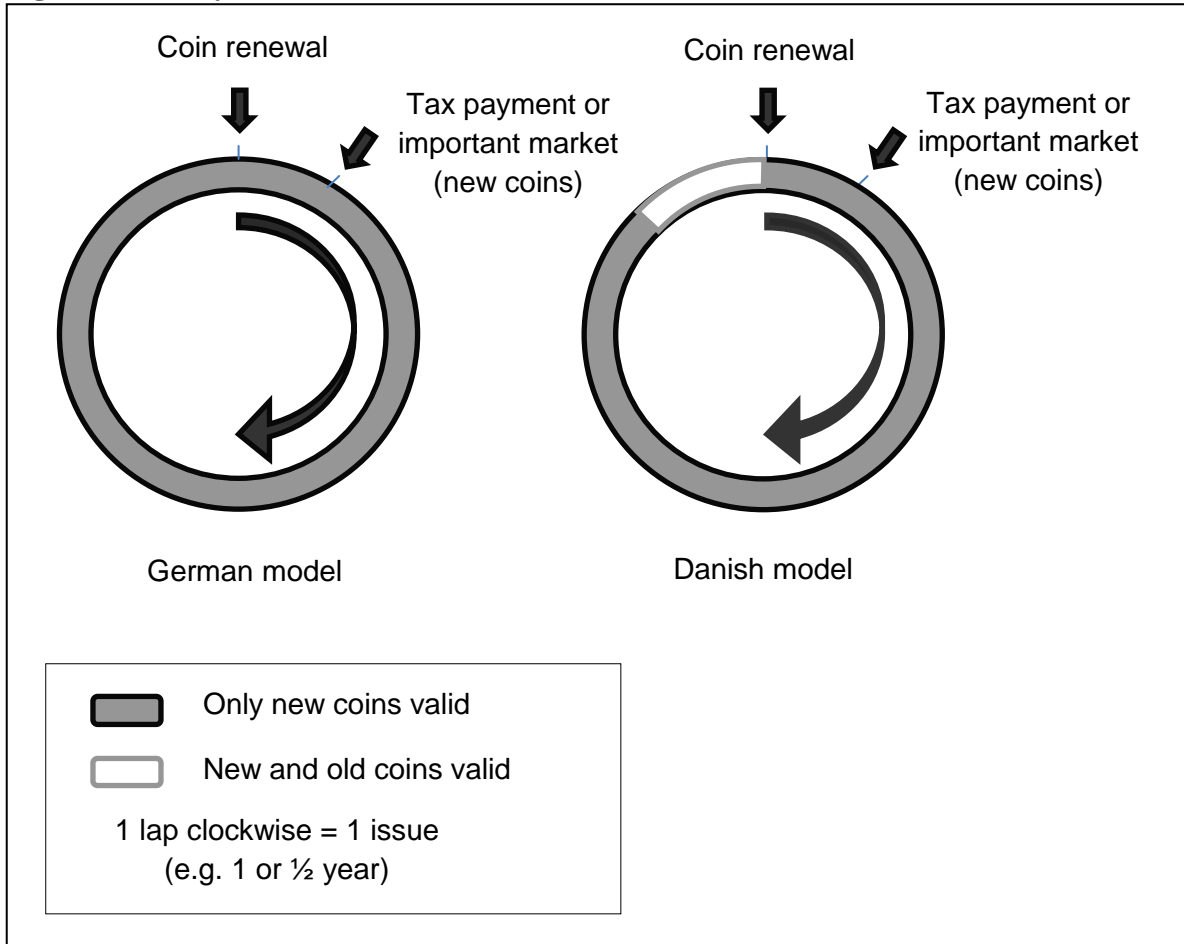 Coin renewal
Tax payment or
important market
(new coins)
Coin renewal
Tax payment or
important market
(new coins)
German model
Danish model
Only new coins valid
New and old coins valid
1 lap clockwise = 1 issue
(e.g. 1 or ½ year)